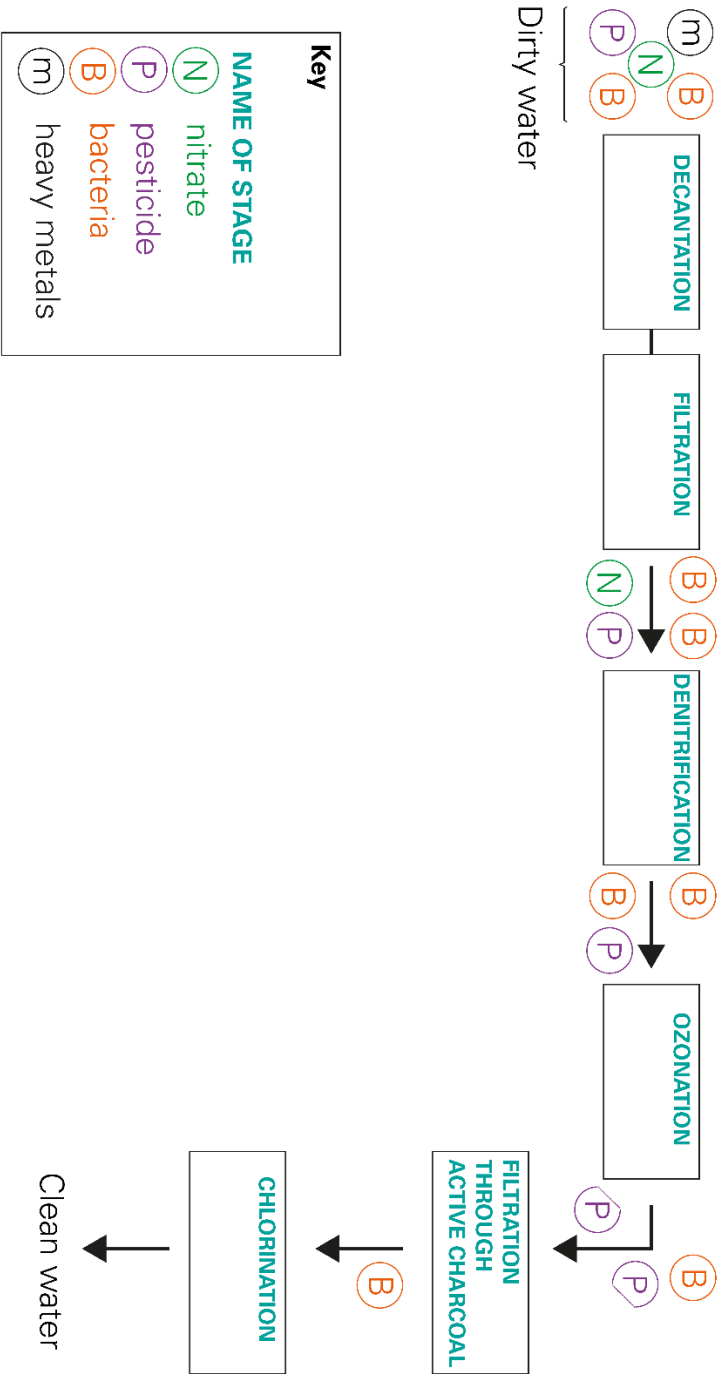 m
B
N
P
B
Dirty water
DECANTATION
FILTRATION
B
B
N
P
DENITRIFICATION
B
B
P
OZONATION
B
P
P
FILTRATION
THROUGH
ACTIVE CHARCOAL
B
CHLORINATION
Clean water
Key
NAME OF STAGE
N nitrate
P pesticide
B bacteria
m heavy metals